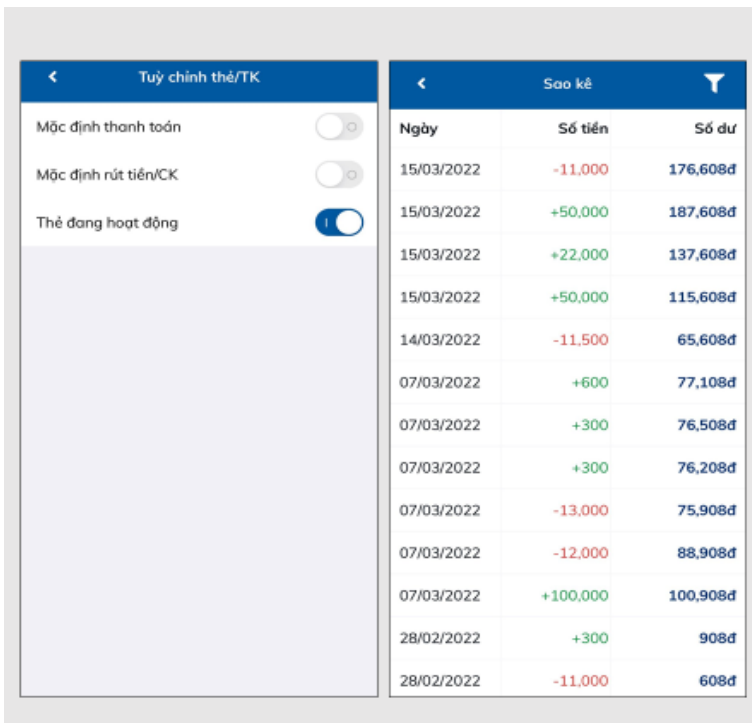 Tuỳ chỉnh thẻ/TK
Mặc định thanh toán
Mặc định rút tiền/CK
Thẻ đang hoạt động
Sao kê
Ngày Số tiền Số dư
15/03/2022 -11,000 176,608đ
15/03/2022 +50,000 187,608đ
15/03/2022 +22,000 137,608đ
15/03/2022 +50,000 115,608đ
14/03/2022 -11,500 65,608đ
07/03/2022 +600 77,108đ
07/03/2022 +300 76,508đ
07/03/2022 +300 76,208đ
07/03/2022 -13,000 75,908đ
07/03/2022 -12,000 88,908đ
07/03/2022 +100,000 100,908đ
28/02/2022 +300 908đ
28/02/2022 -11,000 608đ